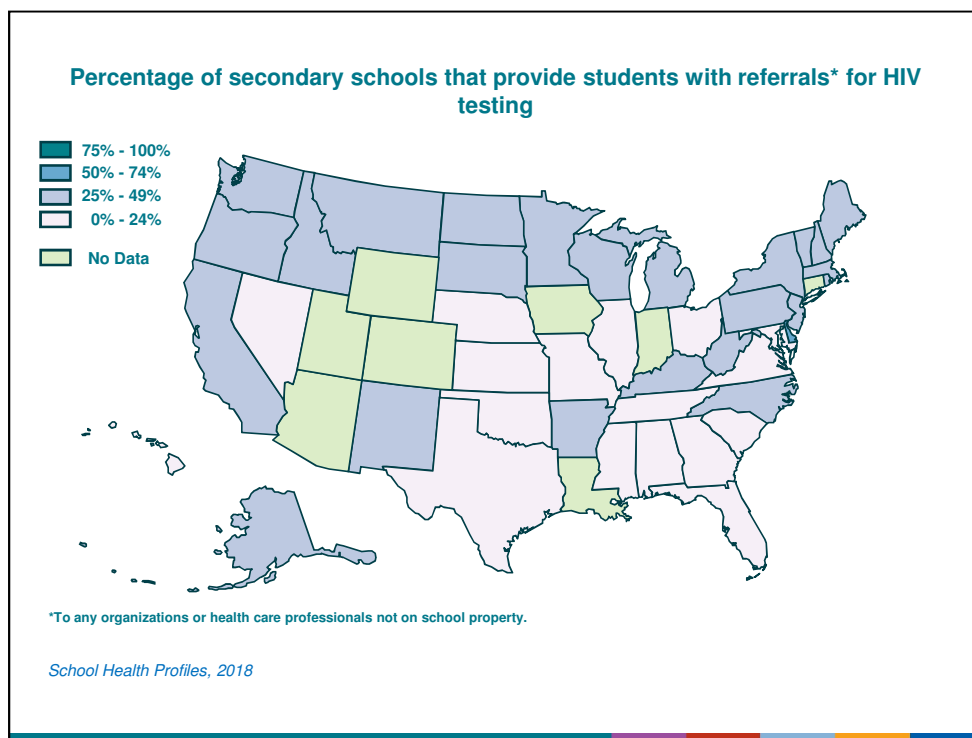 Percentage of secondary schools that provide students with referrals* for HIV
testing
75% - 100%
50% - 74%
25% - 49%
0% - 24%
No Data
*To any organizations or health care professionals not on school property.
School Health Profiles, 2018